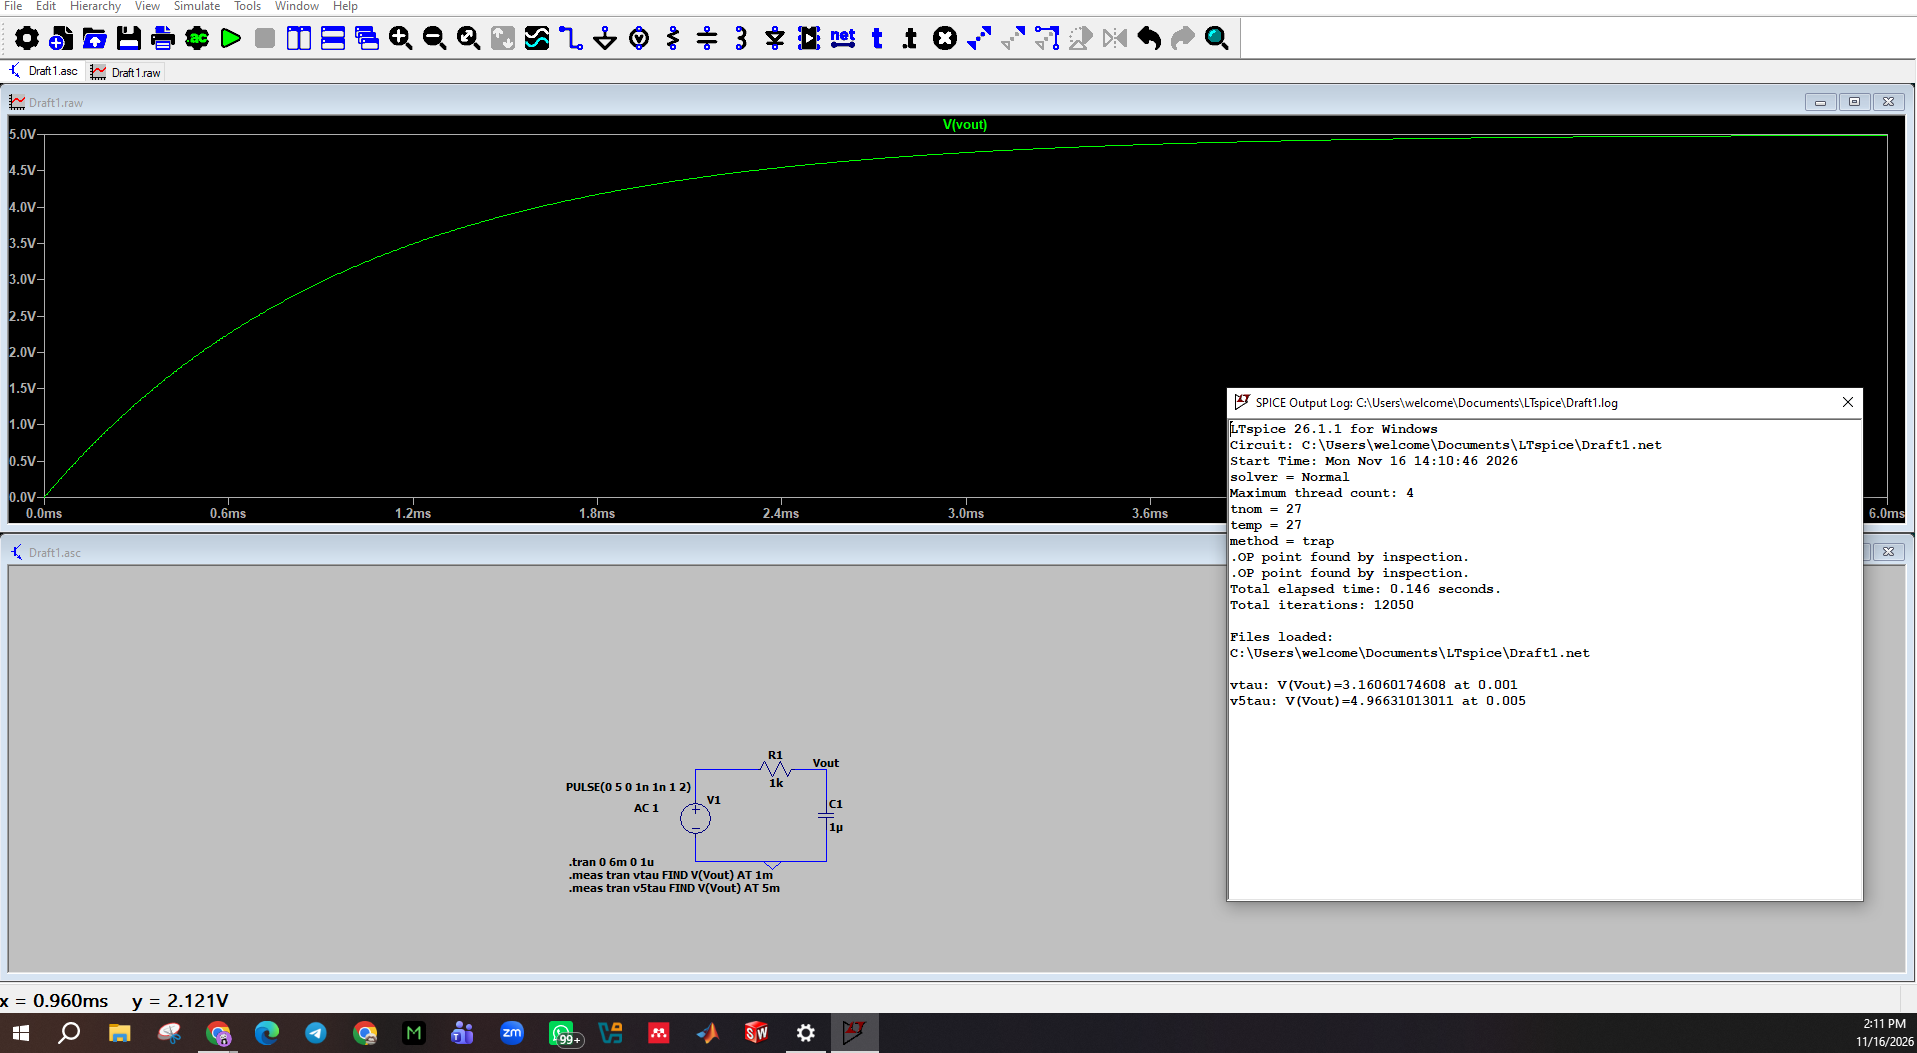 File Edit Hierarchy View Simulate Tools Window Help
ac net t .t
Draft1.asc Draft1.raw
Draft1.raw
V(vout)
5.0V
4.5V
4.0V
3.5V
3.0V
2.5V
2.0V
1.5V
1.0V
0.5V
0.0V
0.0ms 0.6ms 1.2ms 1.8ms 2.4ms 3.0ms 3.6ms 6.0ms
SPICE Output Log: C:\Users\welcome\Documents\LTspice\Draft1.log
LTspice 26.1.1 for Windows
Circuit: C:\Users\welcome\Documents\LTspice\Draft1.net
Start Time: Mon Nov 16 14:10:46 2026
solver = Normal
Maximum thread count: 4
tnom = 27
temp = 27
method = trap
.OP point found by inspection.
.OP point found by inspection.
Total elapsed time: 0.146 seconds.
Total iterations: 12050
Files loaded:
C:\Users\welcome\Documents\LTspice\Draft1.net
vtau: V(Vout)=3.16060174608 at 0.001
v5tau: V(Vout)=4.96631013011 at 0.005
Draft1.asc
R1
Vout
1k
PULSE(0 5 0 1n 1n 1 2)
V1
AC 1
C1
1µ
.tran 0 6m 0 1u
.meas tran vtau FIND V(Vout) AT 1m
.meas tran v5tau FIND V(Vout) AT 5m
x = 0.960ms y = 2.121V
M T zm 99+ SW LT
2:11 PM
11/16/2026